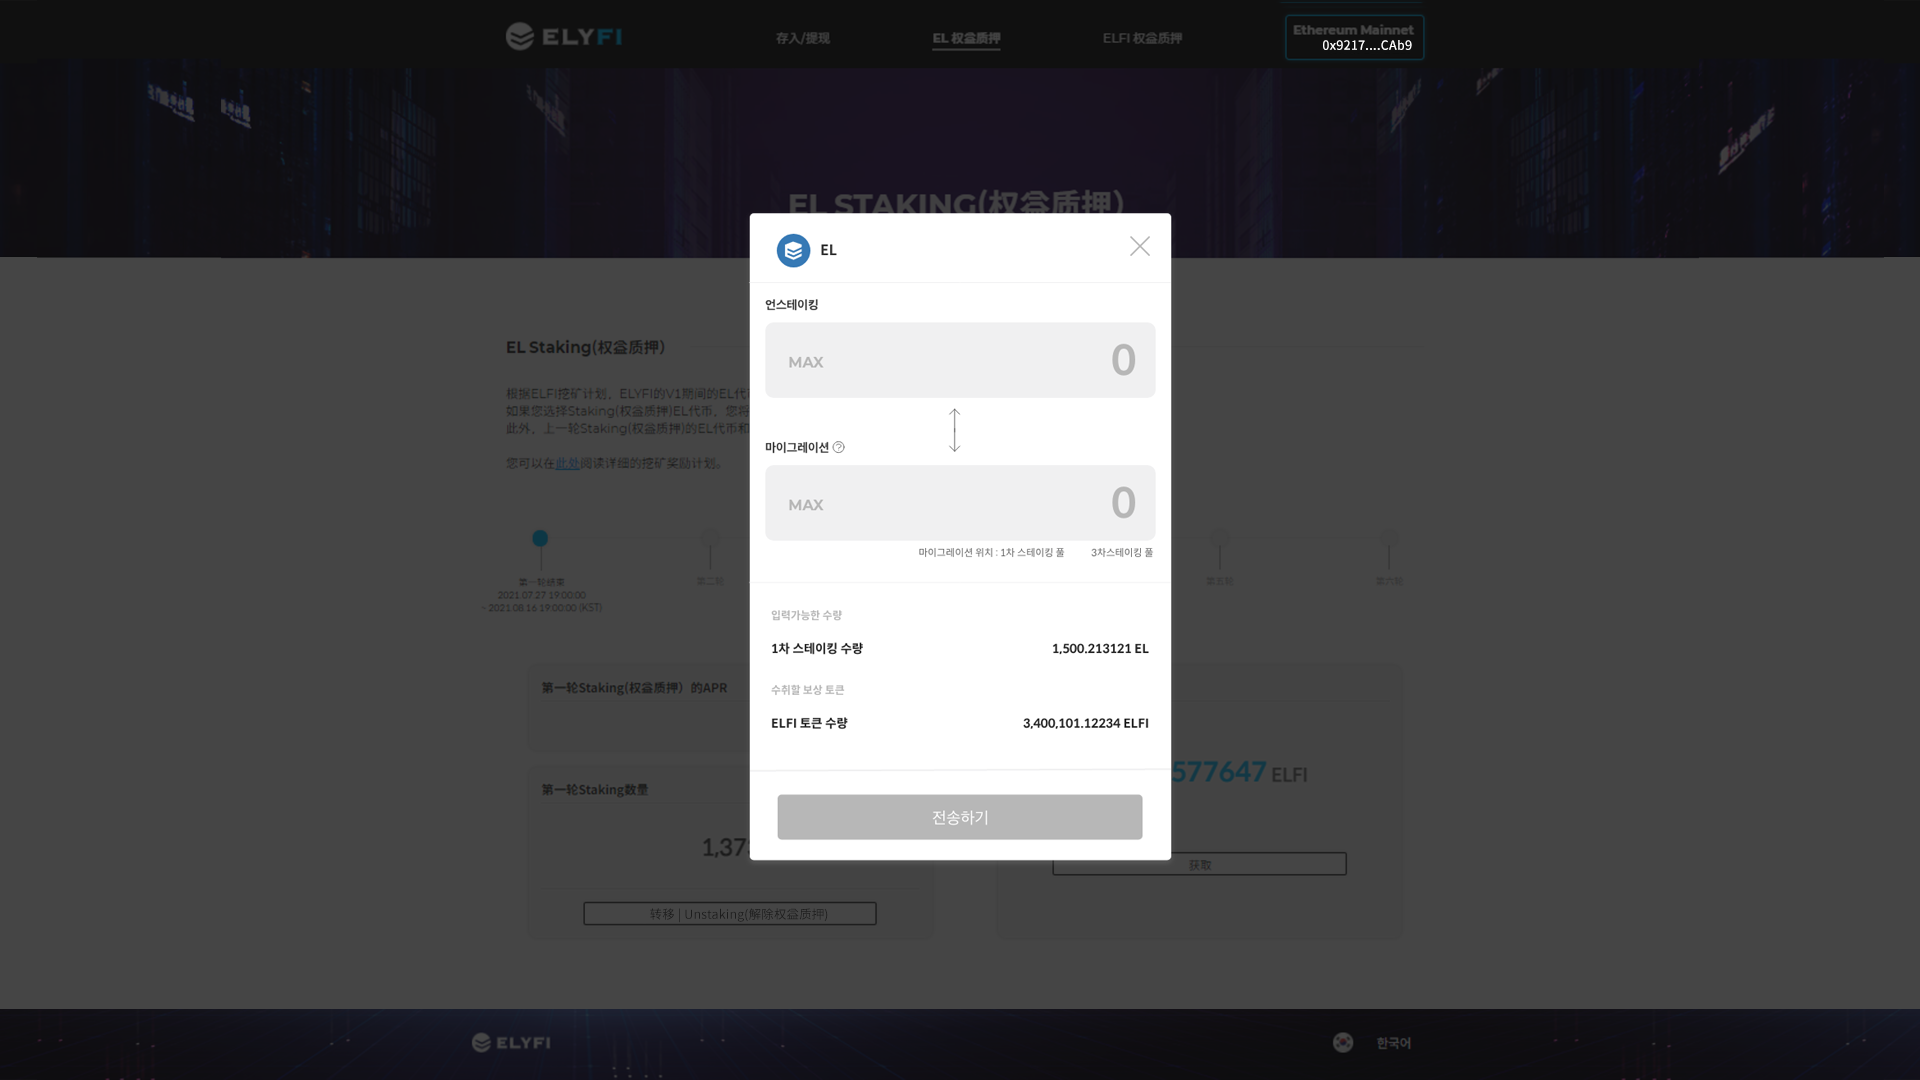 ELYFI
存入/提现
EL 权益质押
ELFI 权益质押
Ethereum Mainnet
0x9217....CAb9
EL STAKING(权益质押)
EL
언스테이킹
MAX
0
마이그레이션
MAX
0
마이그레이션 위치 : 1차 스테이킹 풀
3차스테이킹 풀
입력가능한 수량
1차 스테이킹 수량
1,500.213121 EL
수취할 보상 토큰
ELFI 토큰 수량
3,400,101.12234 ELFI
전송하기
EL Staking(权益质押)
根据ELFI挖矿计划，ELYFI的V1期间的EL代
如果您选择Staking(权益质押)EL代币，您将
此外，上一轮Staking(权益质押)的EL代币和
您可以在此处阅读详细的挖矿奖励计划。
第一轮结束
2021.07.27 19:00:00
~ 2021.08.16 19:00:00 (KST)
第二轮
第五轮
第六轮
第一轮Staking(权益质押）的APR
577647 ELFI
第一轮Staking数量
1,37
获取
转移 | Unstaking(解除权益质押)
ELYFI
한국어